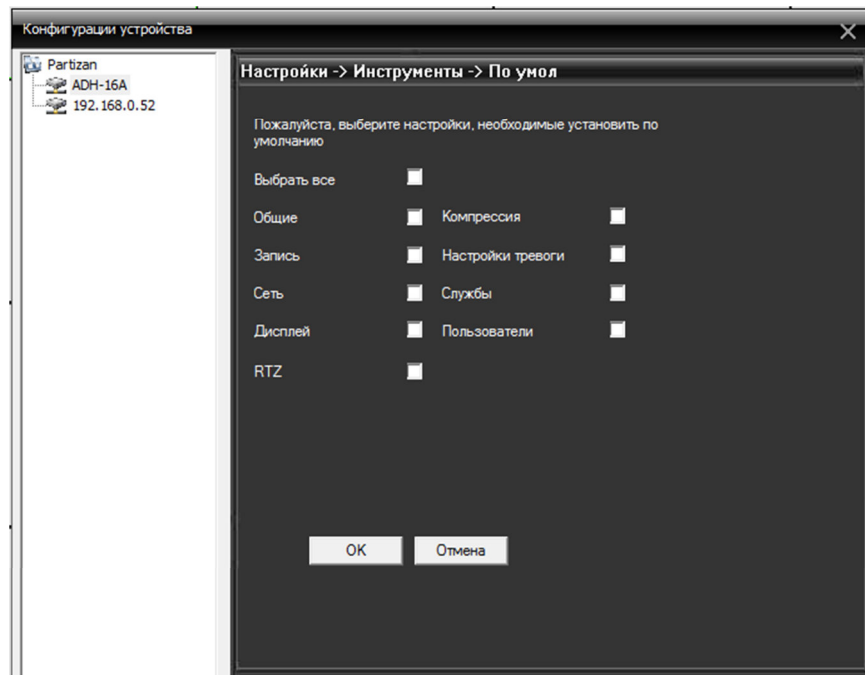 Конфигурации устройства
Partizan
ADH-16A
192.168.0.52
Настройки -> Инструменты -> По умол
Пожалуйста, выберите настройки, необходимые установить по
умолчанию
Выбрать все
Общие Компрессия
Запись Настройки тревоги
Сеть Службы
Дисплей Пользователи
RTZ
OK Отмена